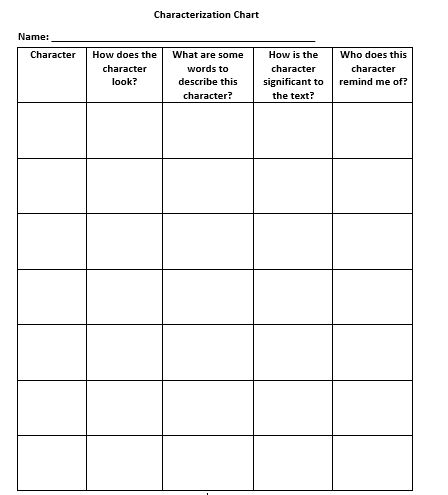 Characterization Chart
Name: ______________________________________________
Character
How does the
character
look?
What are some
words to
describe this
character?
How is the
character
significant to
the text?
Who does this
character
remind me of?